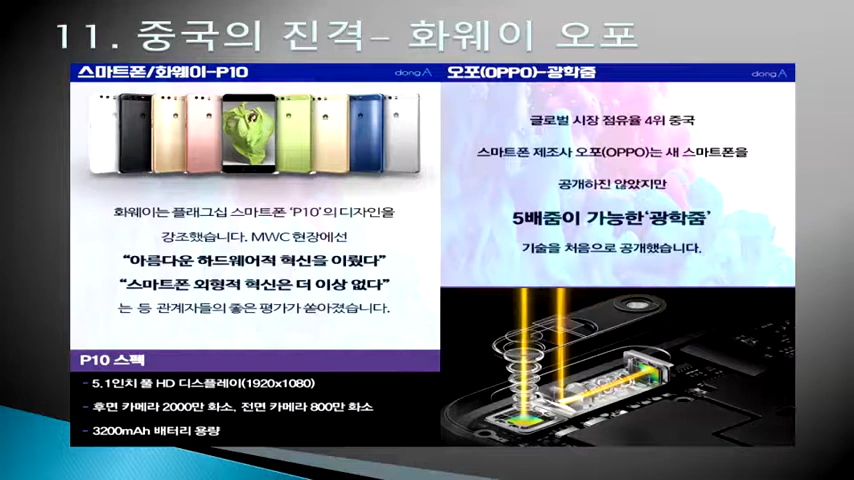 11. 중국의 진격- 화웨이 오포
스마트폰/화웨이-P10
dongA
화웨이는 플래그십 스마트폰 'P10'의 디자인을
강조했습니다. MWC 현장에선
"아름다운 하드웨어적 혁신을 이뤘다"
"스마트폰 외형적 혁신은 더 이상 없다"
는 등 관계자들의 좋은 평가가 쏟아졌습니다.
P10 스펙
- 5.1인치 풀 HD 디스플레이(1920x1080)
- 후면 카메라 2000만 화소, 전면 카메라 800만 화소
- 3200mAh 배터리 용량
오포(OPPO)-광학줌
dongA
글로벌 시장 점유율 4위 중국
스마트폰 제조사 오포(OPPO)는 새 스마트폰을
공개하진 않았지만
5배줌이 가능한'광학줌'
기술을 처음으로 공개했습니다.